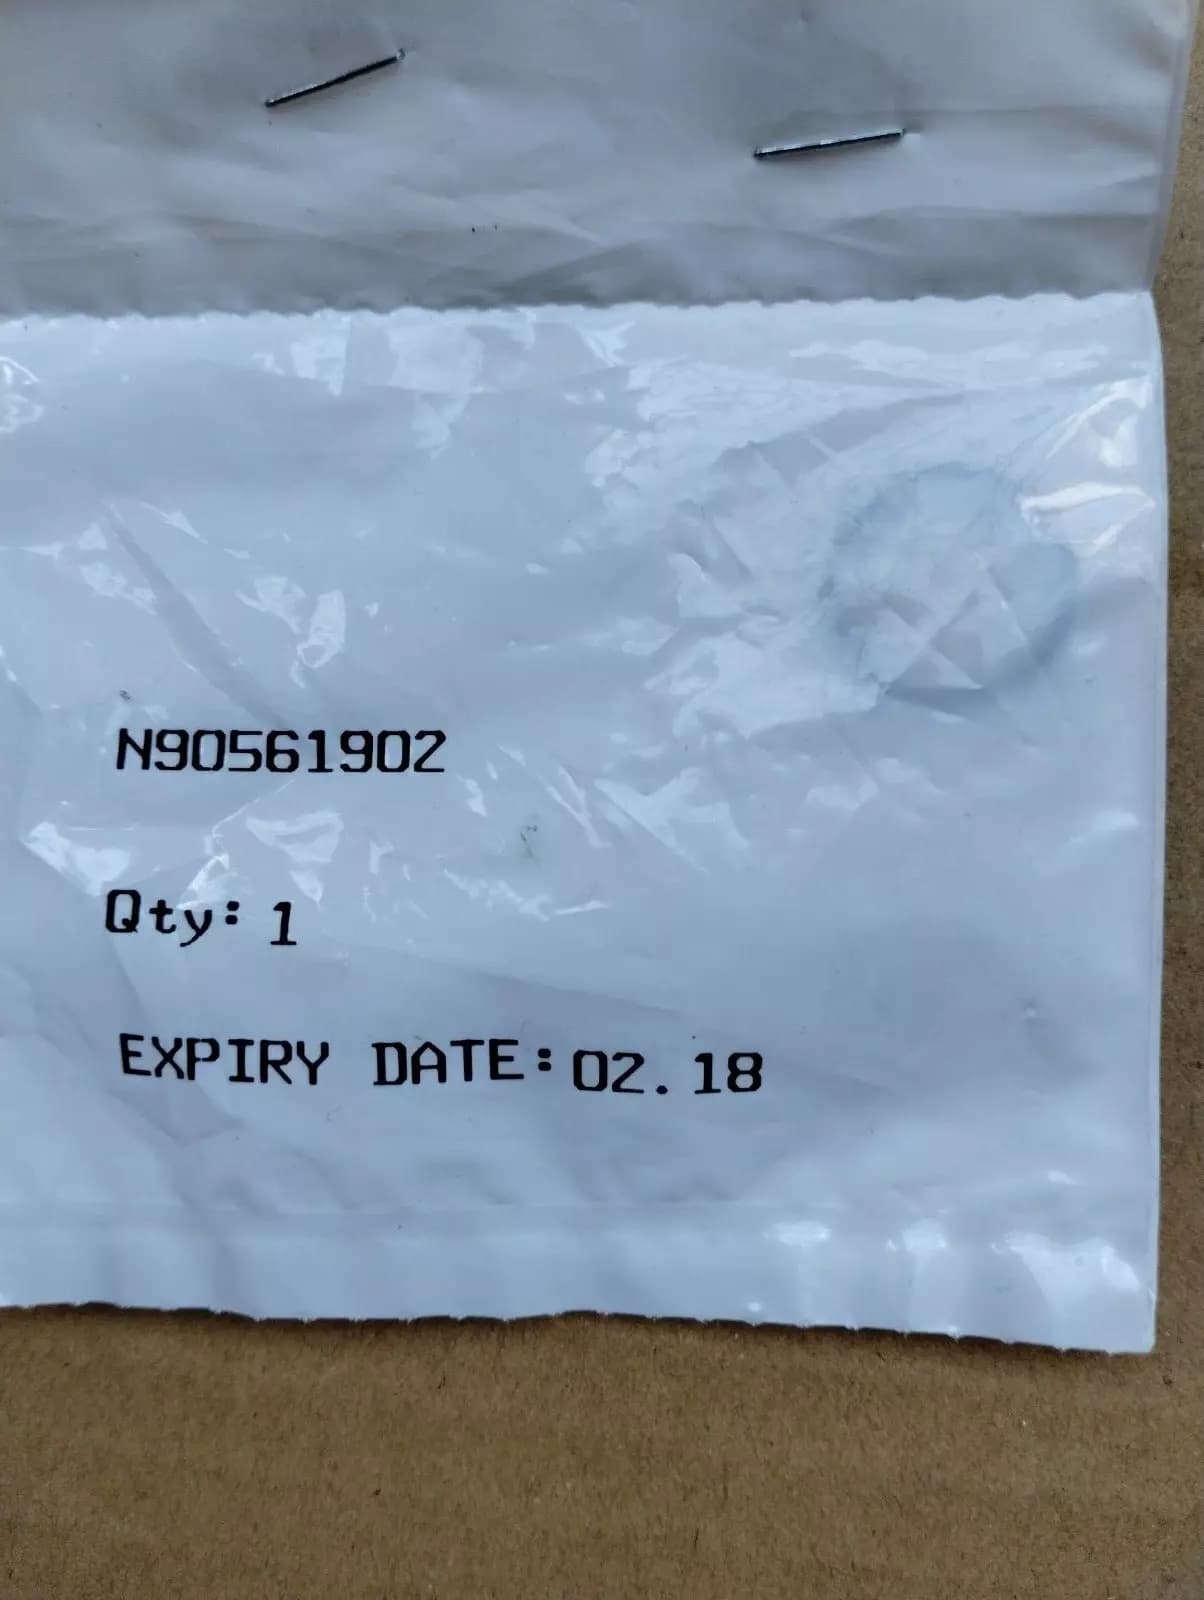 N90561902
Qty: 1
EXPIRY DATE: 02.18